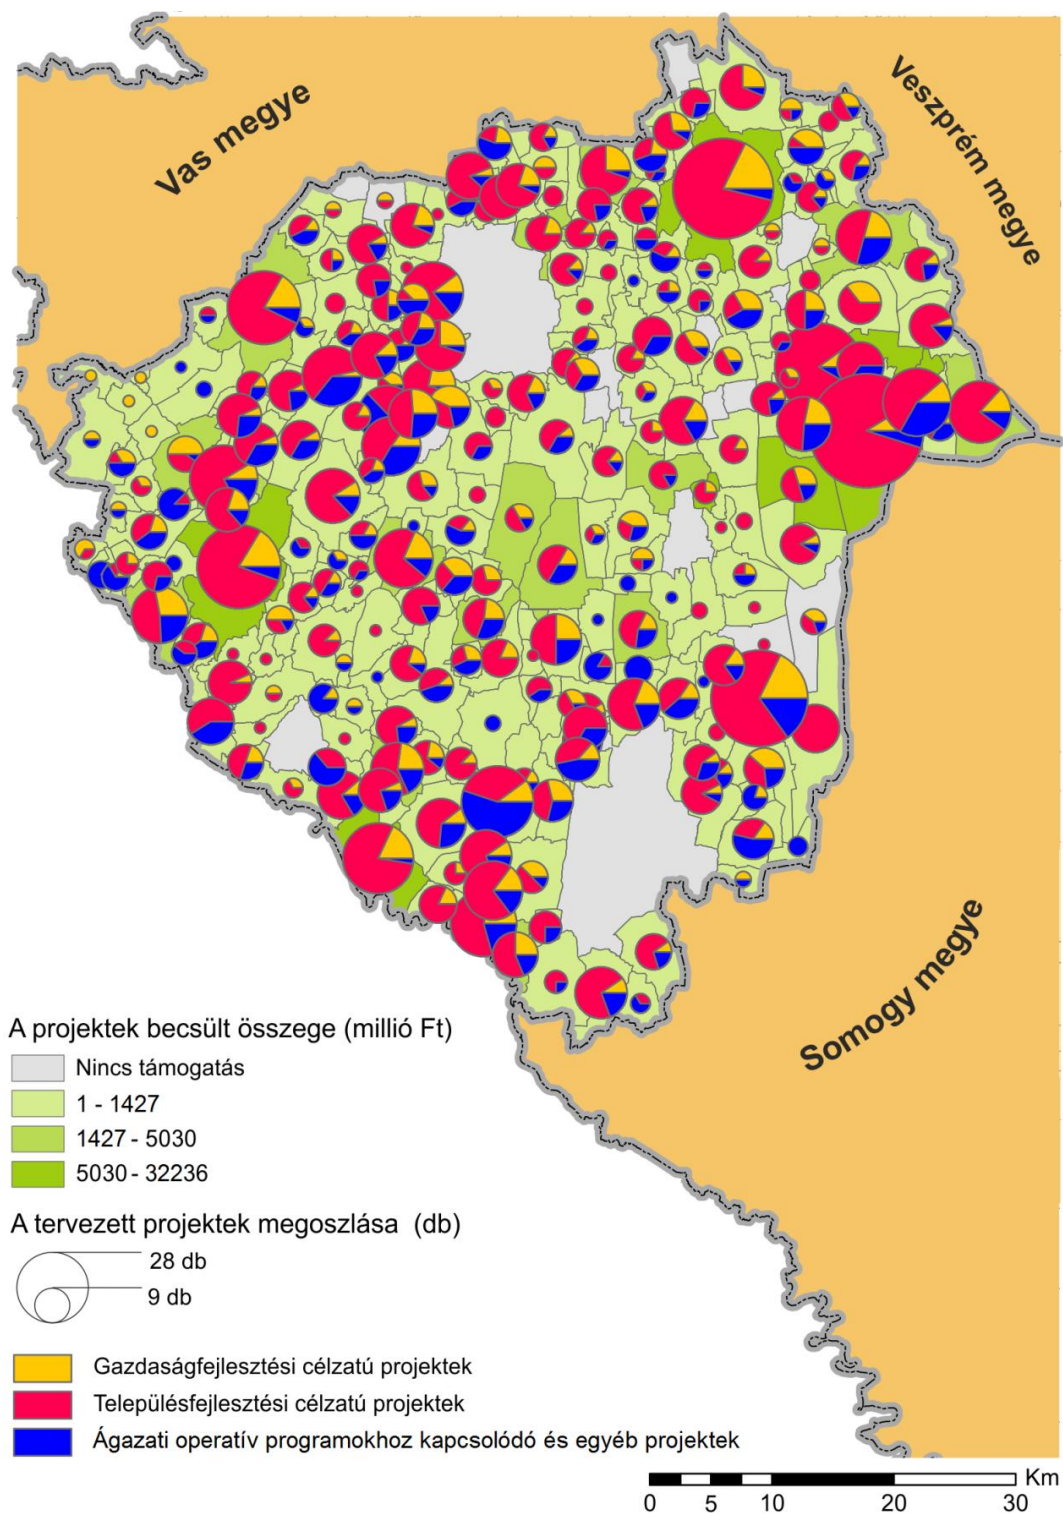 Vas megye
Veszprém megye
Somogy megye
A projektek becsült összege (millió Ft)
Nincs támogatás
1 - 1427
1427 - 5030
5030 - 32236
A tervezett projektek megoszlása (db)
28 db
9 db
Gazdaságfejlesztési célzatú projektek
Településfejlesztési célzatú projektek
Ágazati operatív programokhoz kapcsolódó és egyéb projektek
Km
0 5 10 20 30